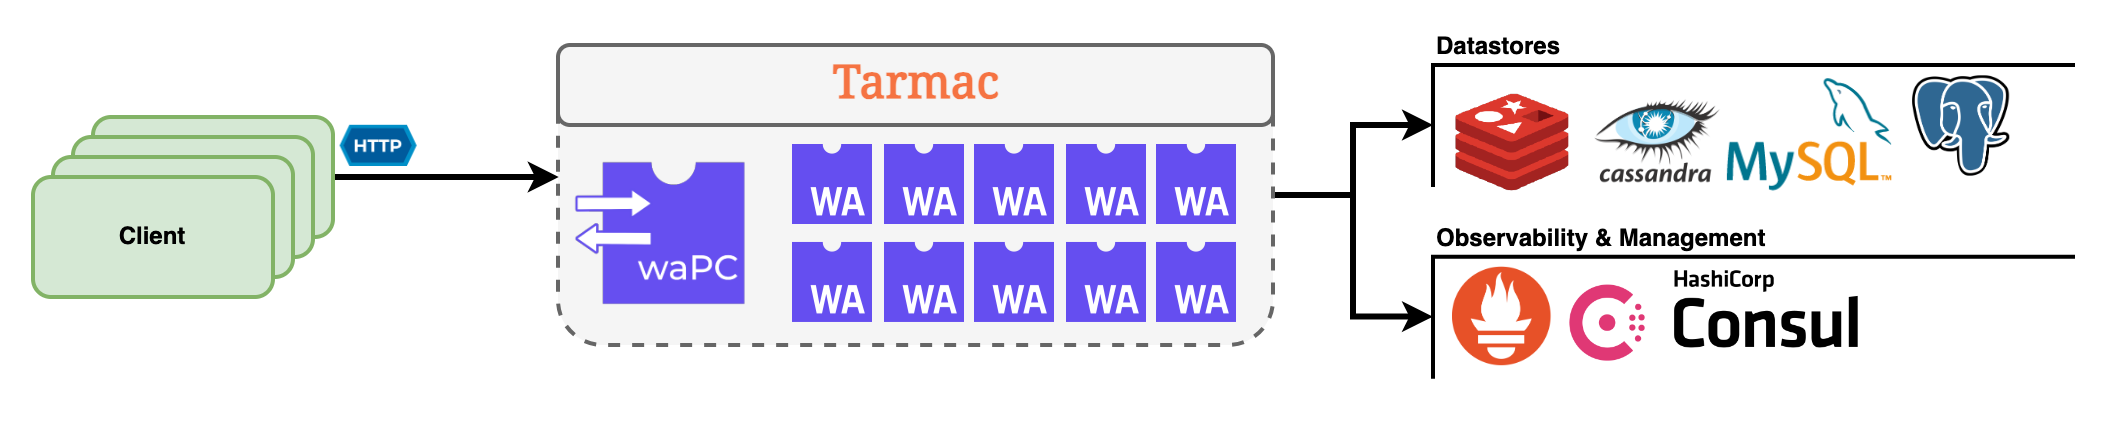 Client
HTTP
Tarmac
waPC
WA WA WA WA WA
WA WA WA WA WA
Datastores
cassandra
MySQL™
Observability & Management
HashiCorp
Consul